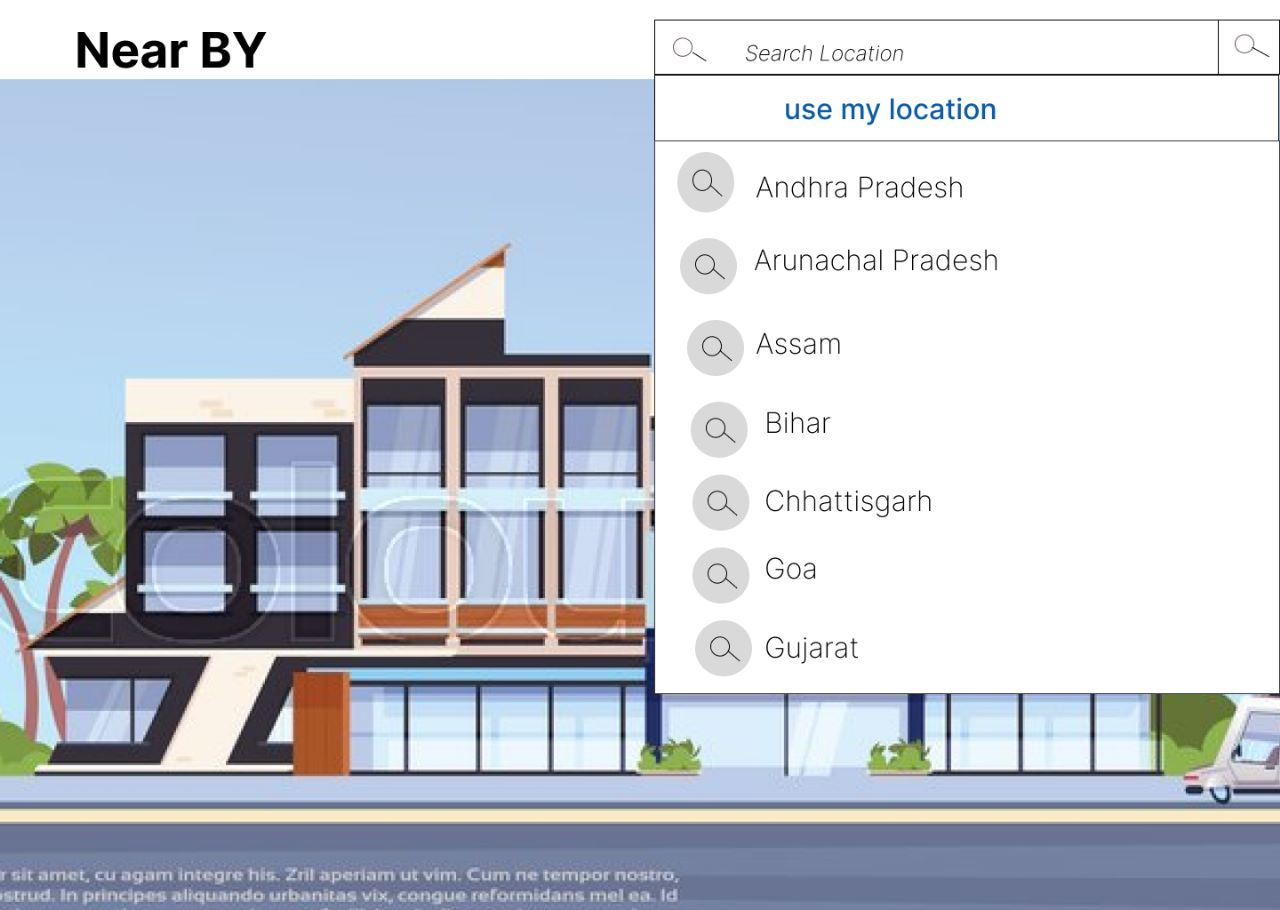 Near BY
Search Location
use my location
Andhra Pradesh
Arunachal Pradesh
Assam
Bihar
Chhattisgarh
Goa
Gujarat
sit amet, cu agam integre his. Zril aperiam ut vim. Cum ne tempor nostro,
In principes aliquando urbanitas vix, congue reformidans mel ea. Id